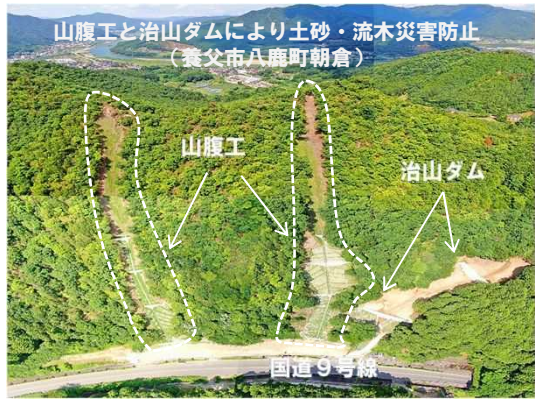 山腹工と治山ダムにより土砂・流木災害防止
（養父市八鹿町朝倉）
山腹工
治山ダム
国道９号線